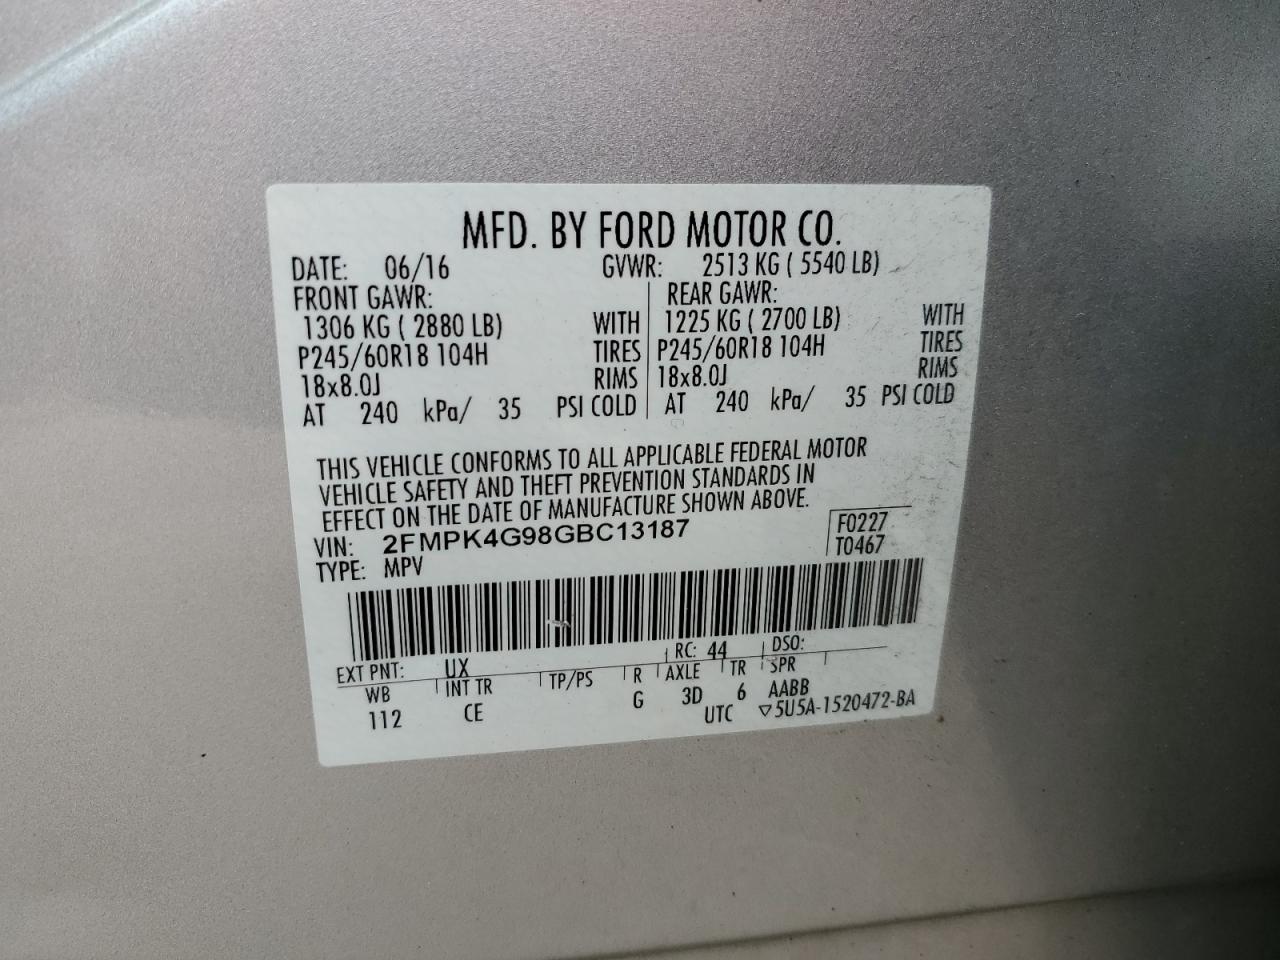 MFD. BY FORD MOTOR CO.
DATE: 06/16 GVWR: 2513 KG ( 5540 LB)
FRONT GAWR: REAR GAWR:
1306 KG ( 2880 LB) WITH 1225 KG ( 2700 LB) WITH
P245/60R18 104H TIRES P245/60R18 104H TIRES
18x8.0J RIMS 18x8.0J RIMS
AT 240 kPa/ 35 PSI COLD AT 240 kPa/ 35 PSI COLD
THIS VEHICLE CONFORMS TO ALL APPLICABLE FEDERAL MOTOR
VEHICLE SAFETY AND THEFT PREVENTION STANDARDS IN
EFFECT ON THE DATE OF MANUFACTURE SHOWN ABOVE.
VIN: 2FMPK4G98GBC13187 F0227
TYPE: MPV T0467
EXT PNT: UX RC: 44 DSO:
WB INT TR TP/PS R AXLE TR SPR
112 CE G 3D 6 AABB
UTC ▽5U5A-1520472-BA